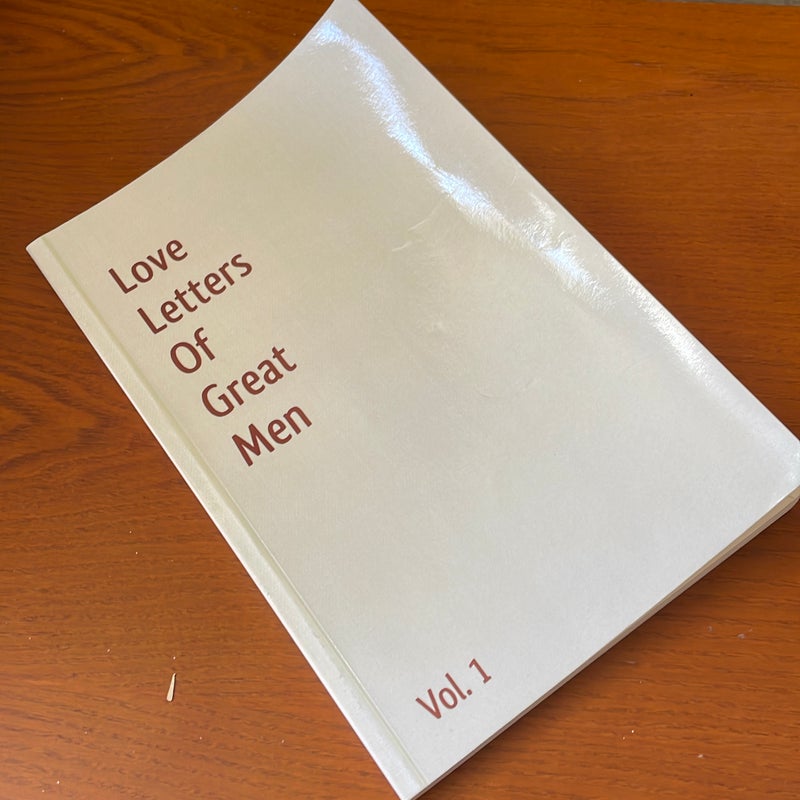 Love
Letters
Of
Great
Men
Vol. 1